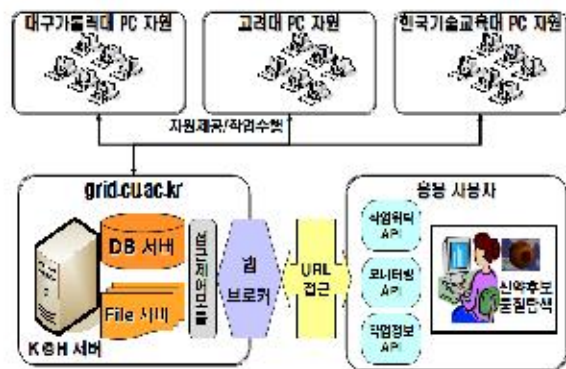 대구가톨릭대 PC 자원
고려대 PC 자원
한국기술교육대 PC 자원
자원제공/작업수행
grid.cu.ac.kr
응용 사용자
DB 서버
File 서버
KGH 서버
웹
브로커
URL
접근
작업위탁
API
모니터링
API
작업정보
API
신약후보
물질탐색